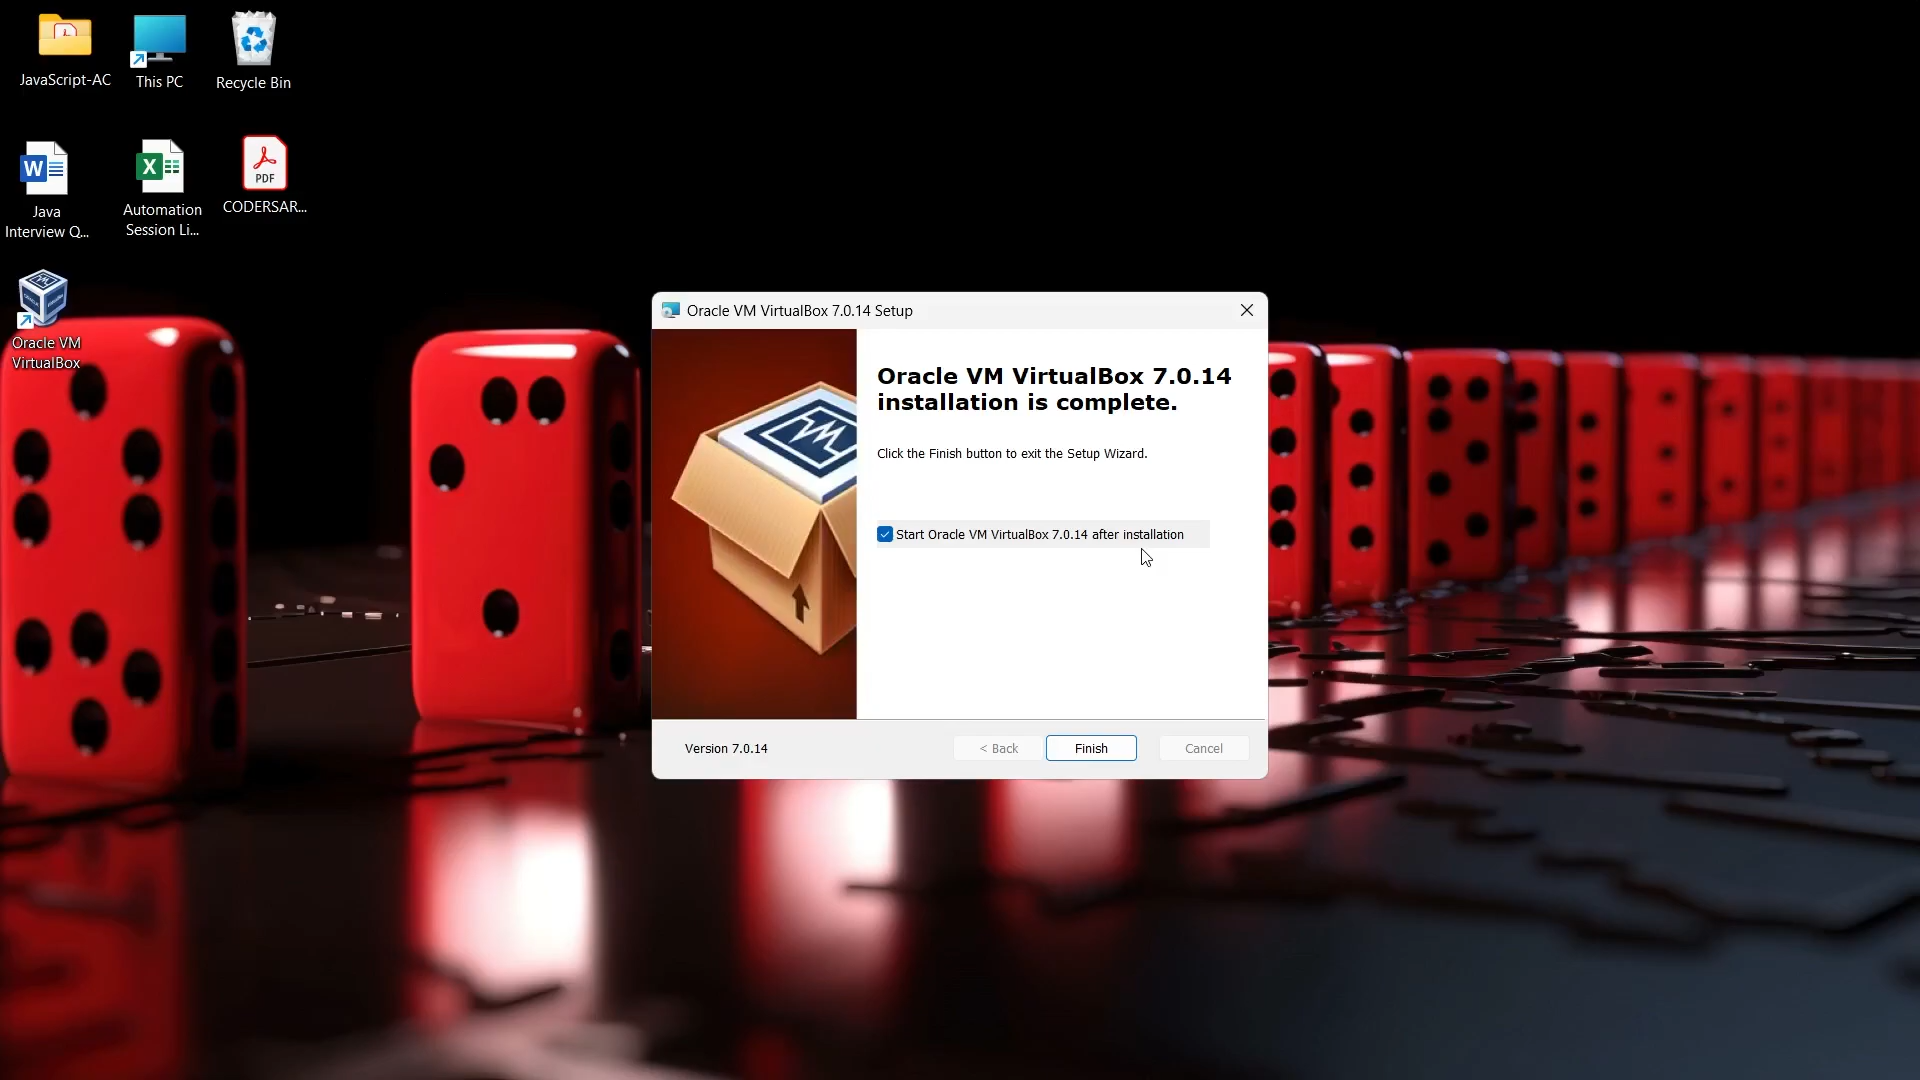 JavaScript-AC
This PC
Recycle Bin
W
X
PDF
Java
Interview Q...
Automation
Session Li...
CODERSAR...
Oracle VM
VirtualBox
Oracle VM VirtualBox 7.0.14 Setup
Oracle VM VirtualBox 7.0.14
installation is complete.
Click the Finish button to exit the Setup Wizard.
Start Oracle VM VirtualBox 7.0.14 after installation
Version 7.0.14
< Back
Finish
Cancel